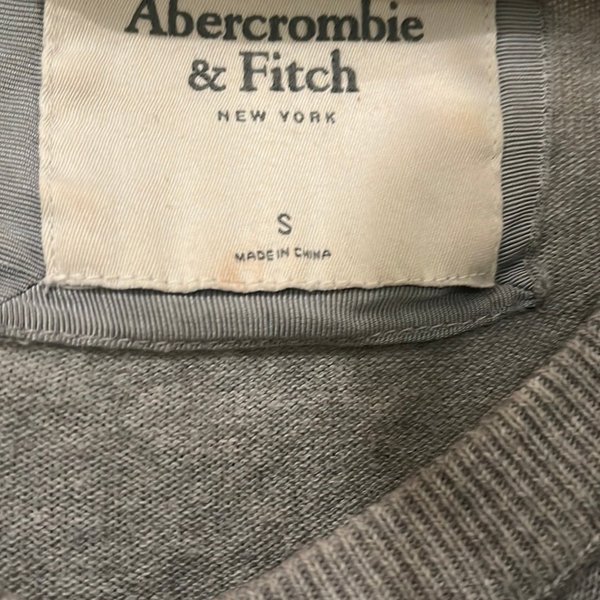 Abercrombie
& Fitch
NEW YORK
S
MADE IN CHINA